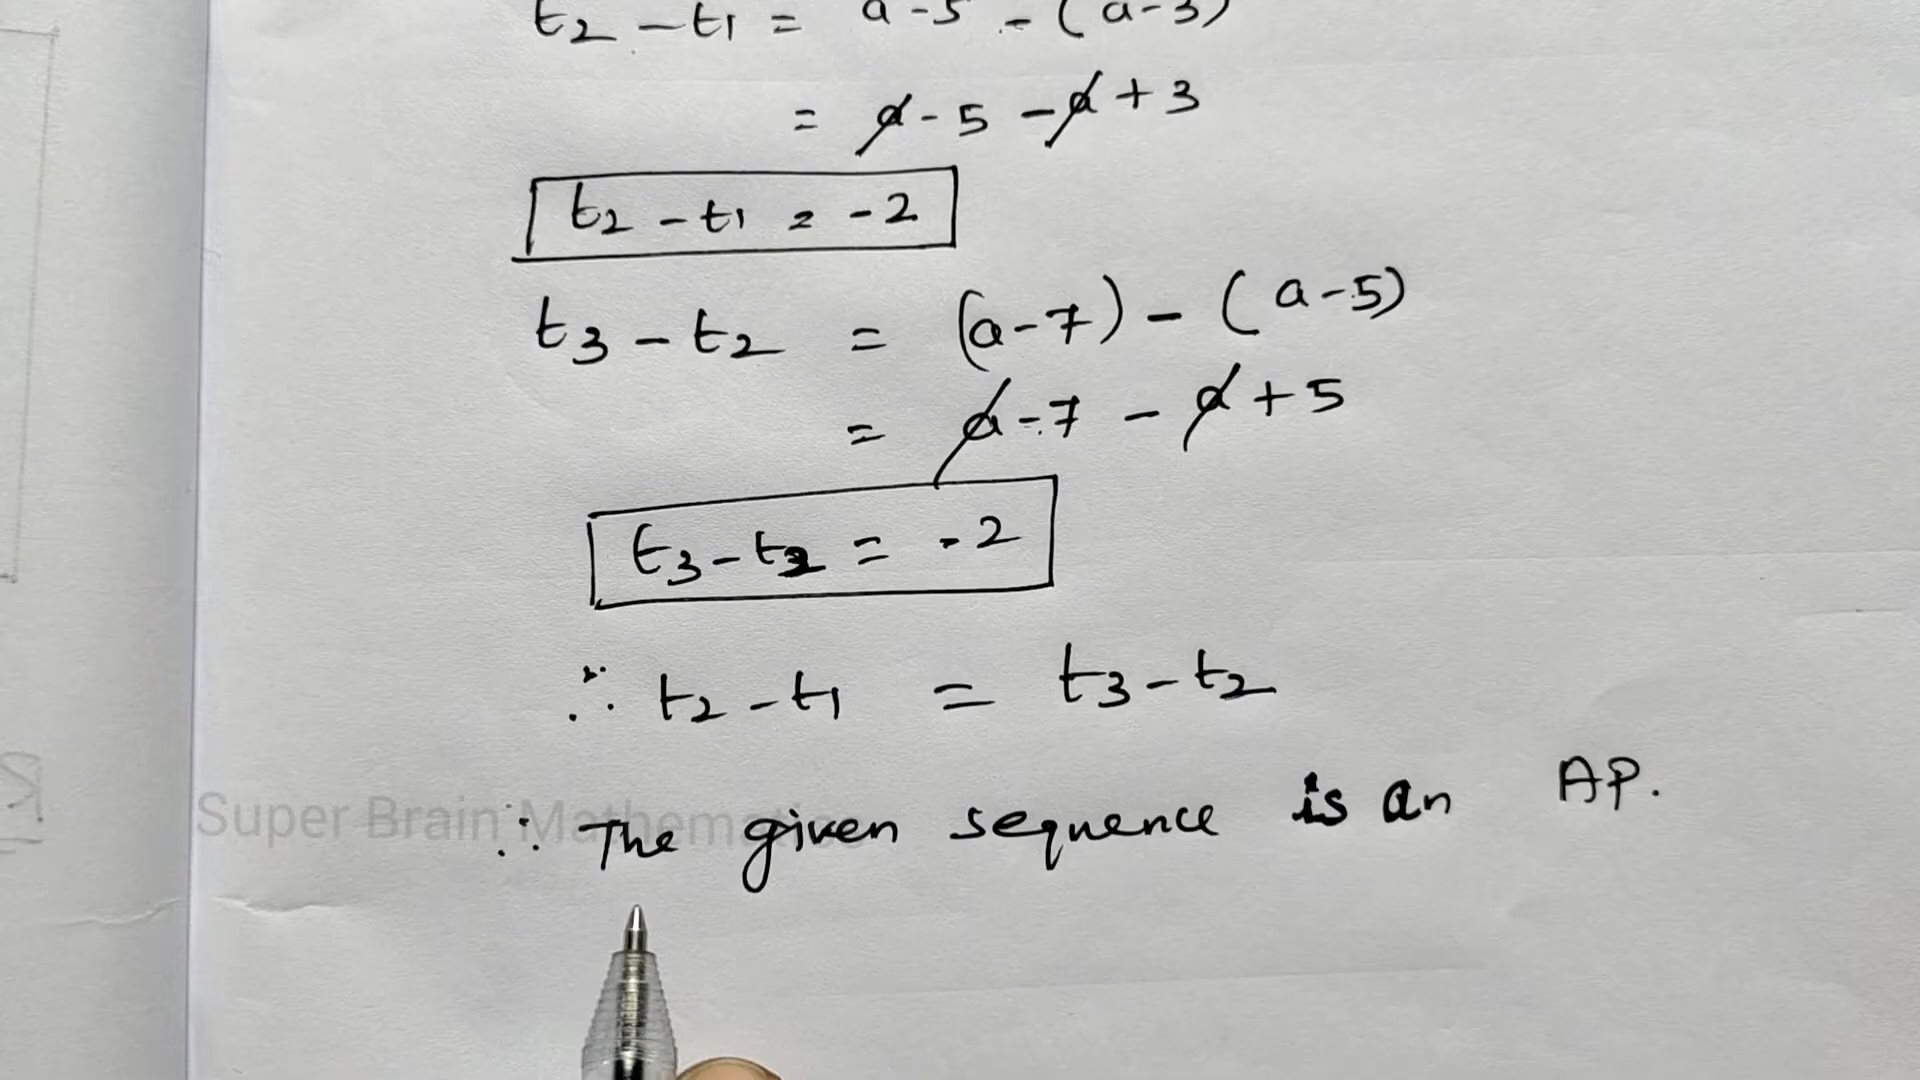 t2 - t1 = a - 5 - (a - 3)
= a - 5 - a + 3
t2 - t1 = -2
t3 - t2 = (a - 7) - (a - 5)
= a - 7 - a + 5
t3 - t2 = -2
∴ t2 - t1 = t3 - t2
∴ The given sequence is an AP.
Super Brain Mathematics